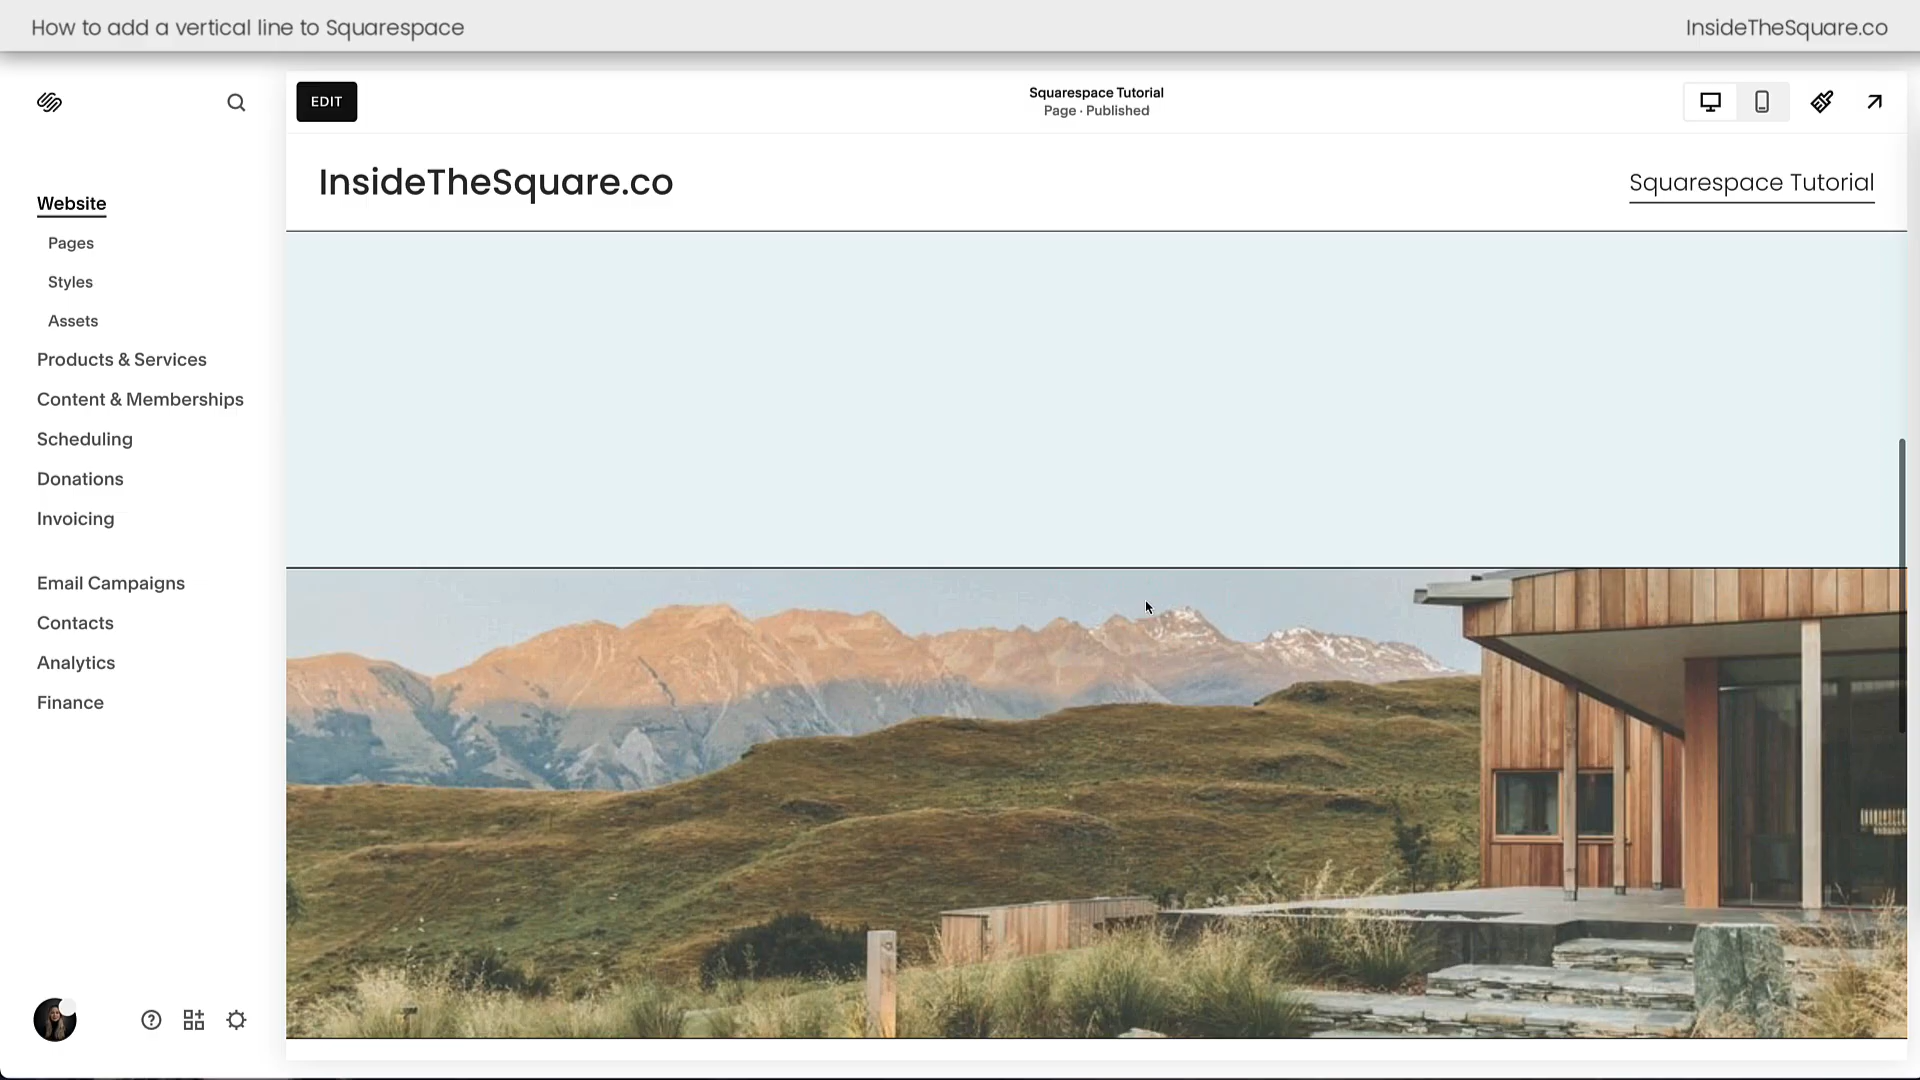 How to add a vertical line to Squarespace
InsideTheSquare.co
EDIT
Squarespace Tutorial
Page · Published
InsideTheSquare.co
Squarespace Tutorial
Website
Pages
Styles
Assets
Products & Services
Content & Memberships
Scheduling
Donations
Invoicing
Email Campaigns
Contacts
Analytics
Finance